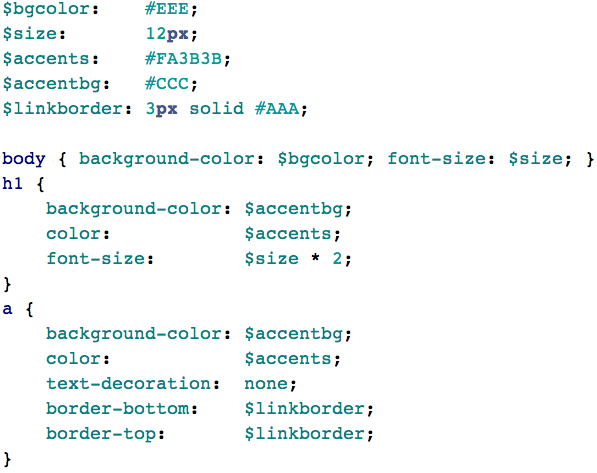 $bgcolor:    #EEE;
$size:       12px;
$accents:    #FA3B3B;
$accentbg:   #CCC;
$linkborder: 3px solid #AAA;

body { background-color: $bgcolor; font-size: $size; }
h1 {
    background-color: $accentbg;
    color:            $accents;
    font-size:        $size * 2;
}
a {
    background-color: $accentbg;
    color:            $accents;
    text-decoration:  none;
    border-bottom:    $linkborder;
    border-top:       $linkborder;
}